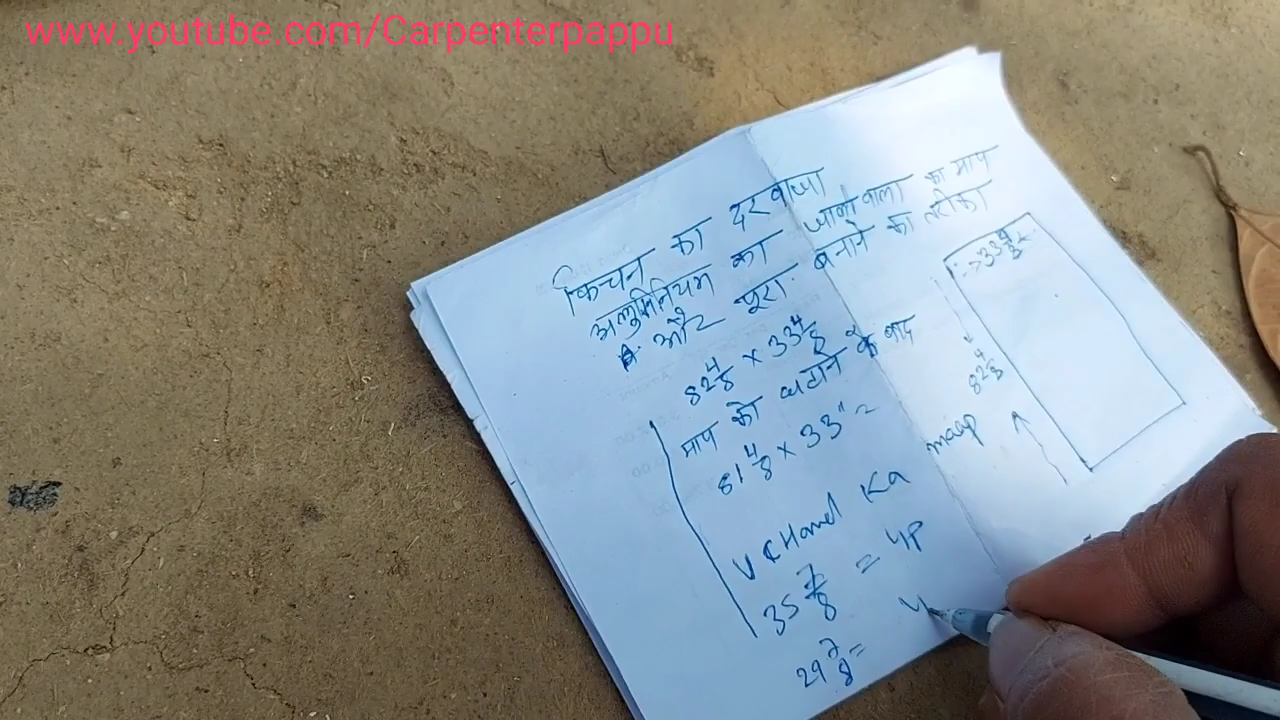 www.youtube.com/Carpenterpappu
किचन का दरवाजा
अलुमिनियम का जाली वाला का माप
और पूरा बनाने का तरीका
82 4/8 x 33 4/8
माप को घटाने के बाद
81 4/8 x 33" =
V CHanel Ka maap
35 7/8 = 4P
29 7/8 = 4
33 4/8
82 4/8